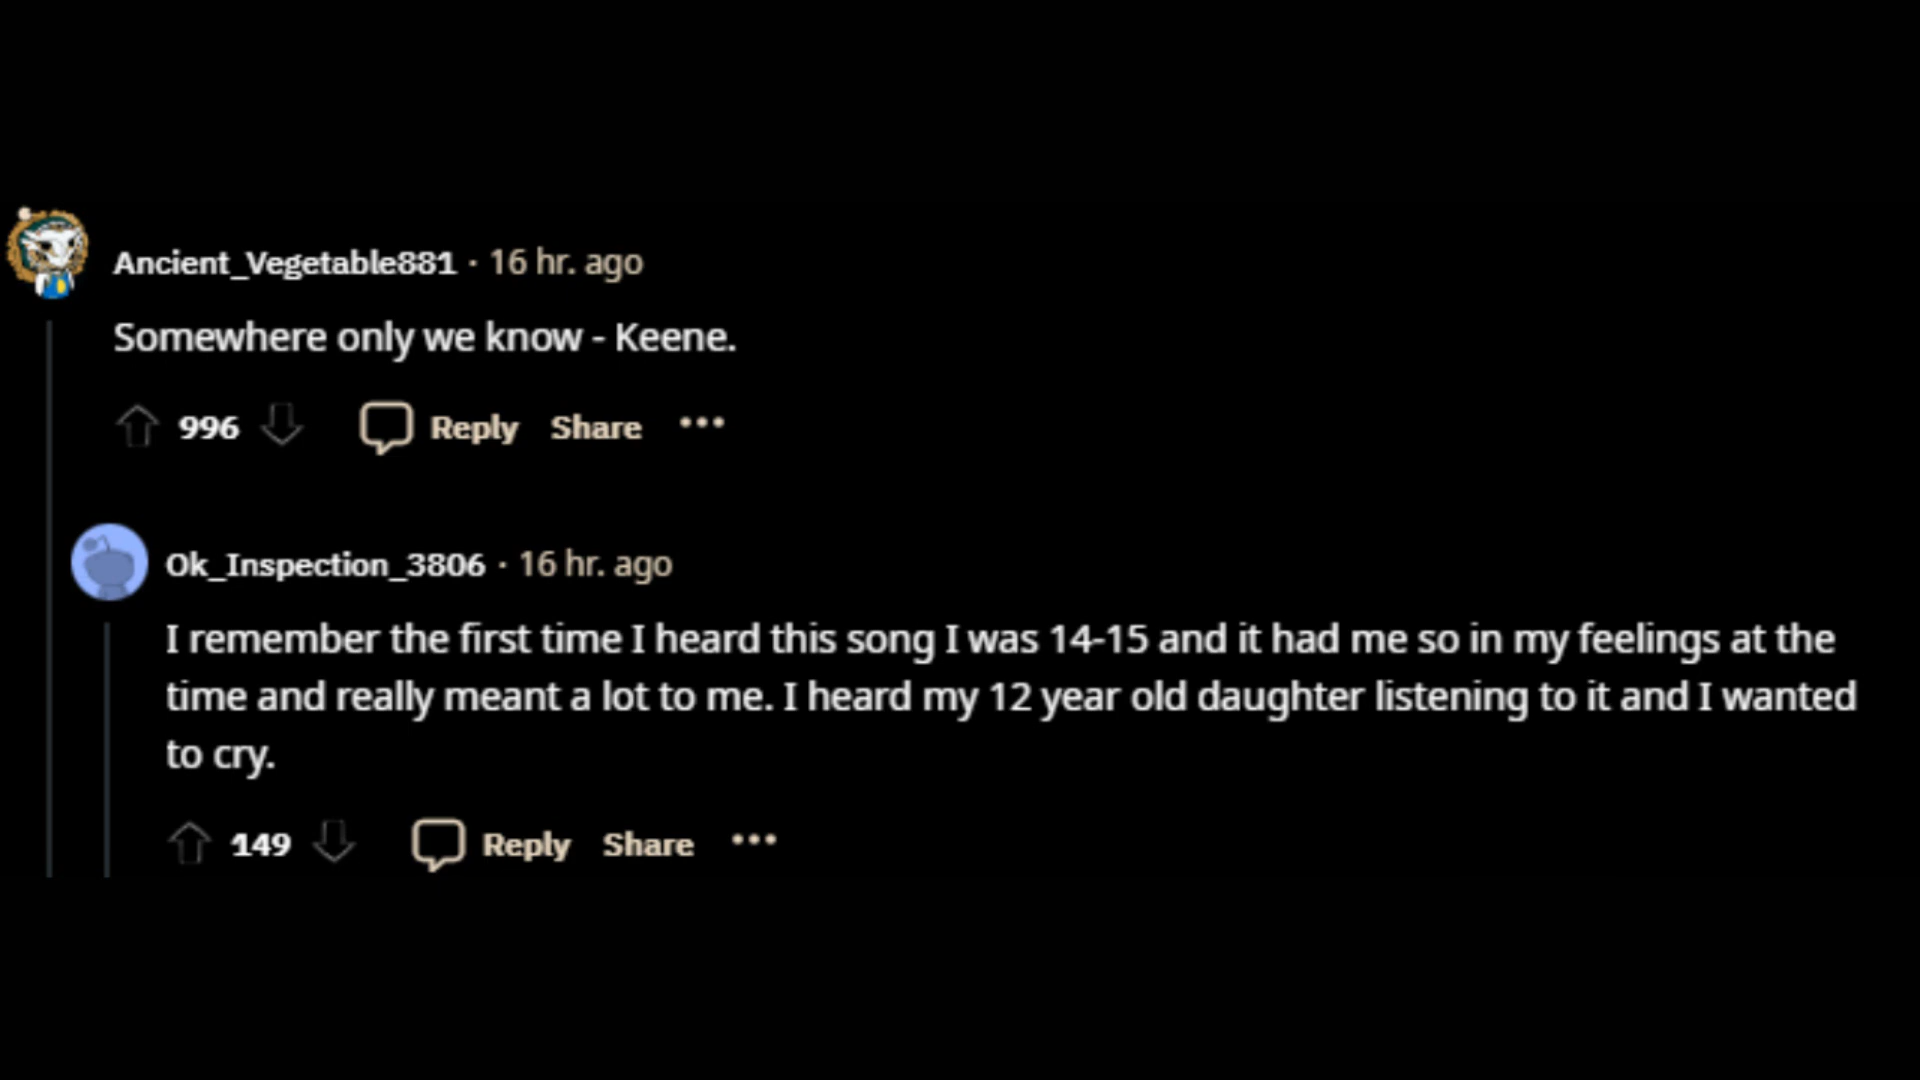 Ancient_Vegetable881 · 16 hr. ago
Somewhere only we know - Keene.
996 Reply Share ...
Ok_Inspection_3806 · 16 hr. ago
I remember the first time I heard this song I was 14-15 and it had me so in my feelings at the
time and really meant a lot to me. I heard my 12 year old daughter listening to it and I wanted
to cry.
149 Reply Share ...